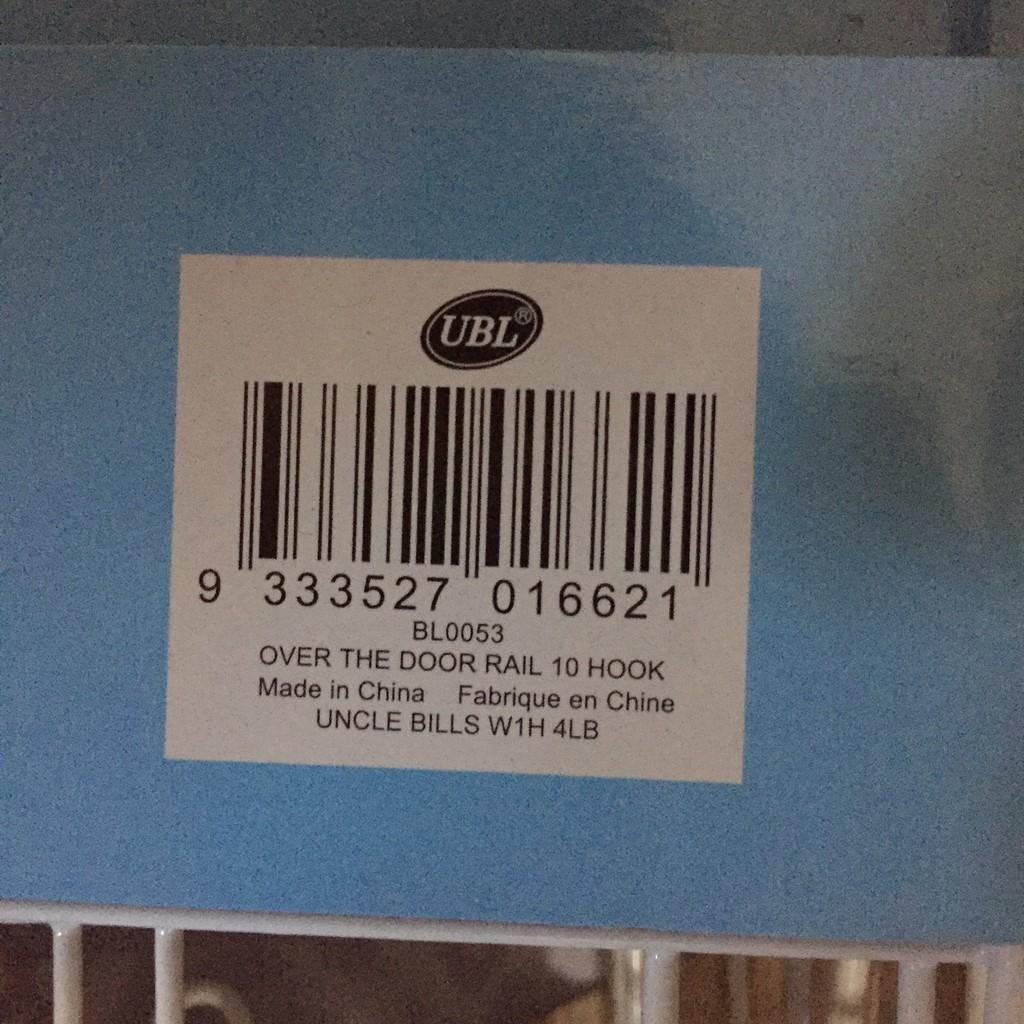 UBL®
9 333527 016621
BL0053
OVER THE DOOR RAIL 10 HOOK
Made in China Fabrique en Chine
UNCLE BILLS W1H 4LB